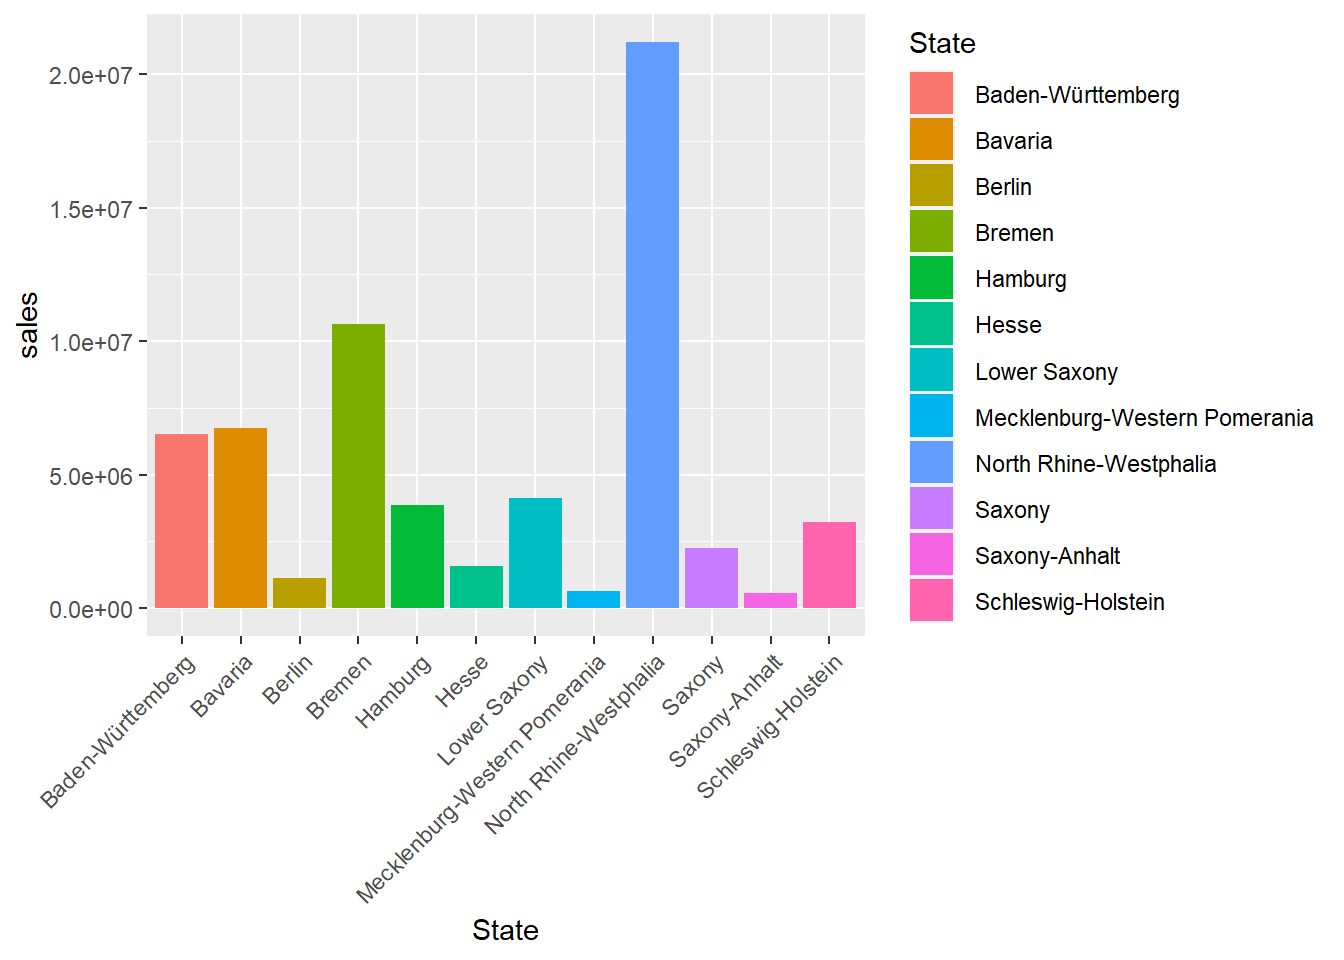 sales
2.0e+07
1.5e+07
1.0e+07
5.0e+06
0.0e+00
Baden-Württemberg
Bavaria
Berlin
Bremen
Hamburg
Hesse
Lower Saxony
Mecklenburg-Western Pomerania
North Rhine-Westphalia
Saxony
Saxony-Anhalt
Schleswig-Holstein
State
State
Baden-Württemberg
Bavaria
Berlin
Bremen
Hamburg
Hesse
Lower Saxony
Mecklenburg-Western Pomerania
North Rhine-Westphalia
Saxony
Saxony-Anhalt
Schleswig-Holstein